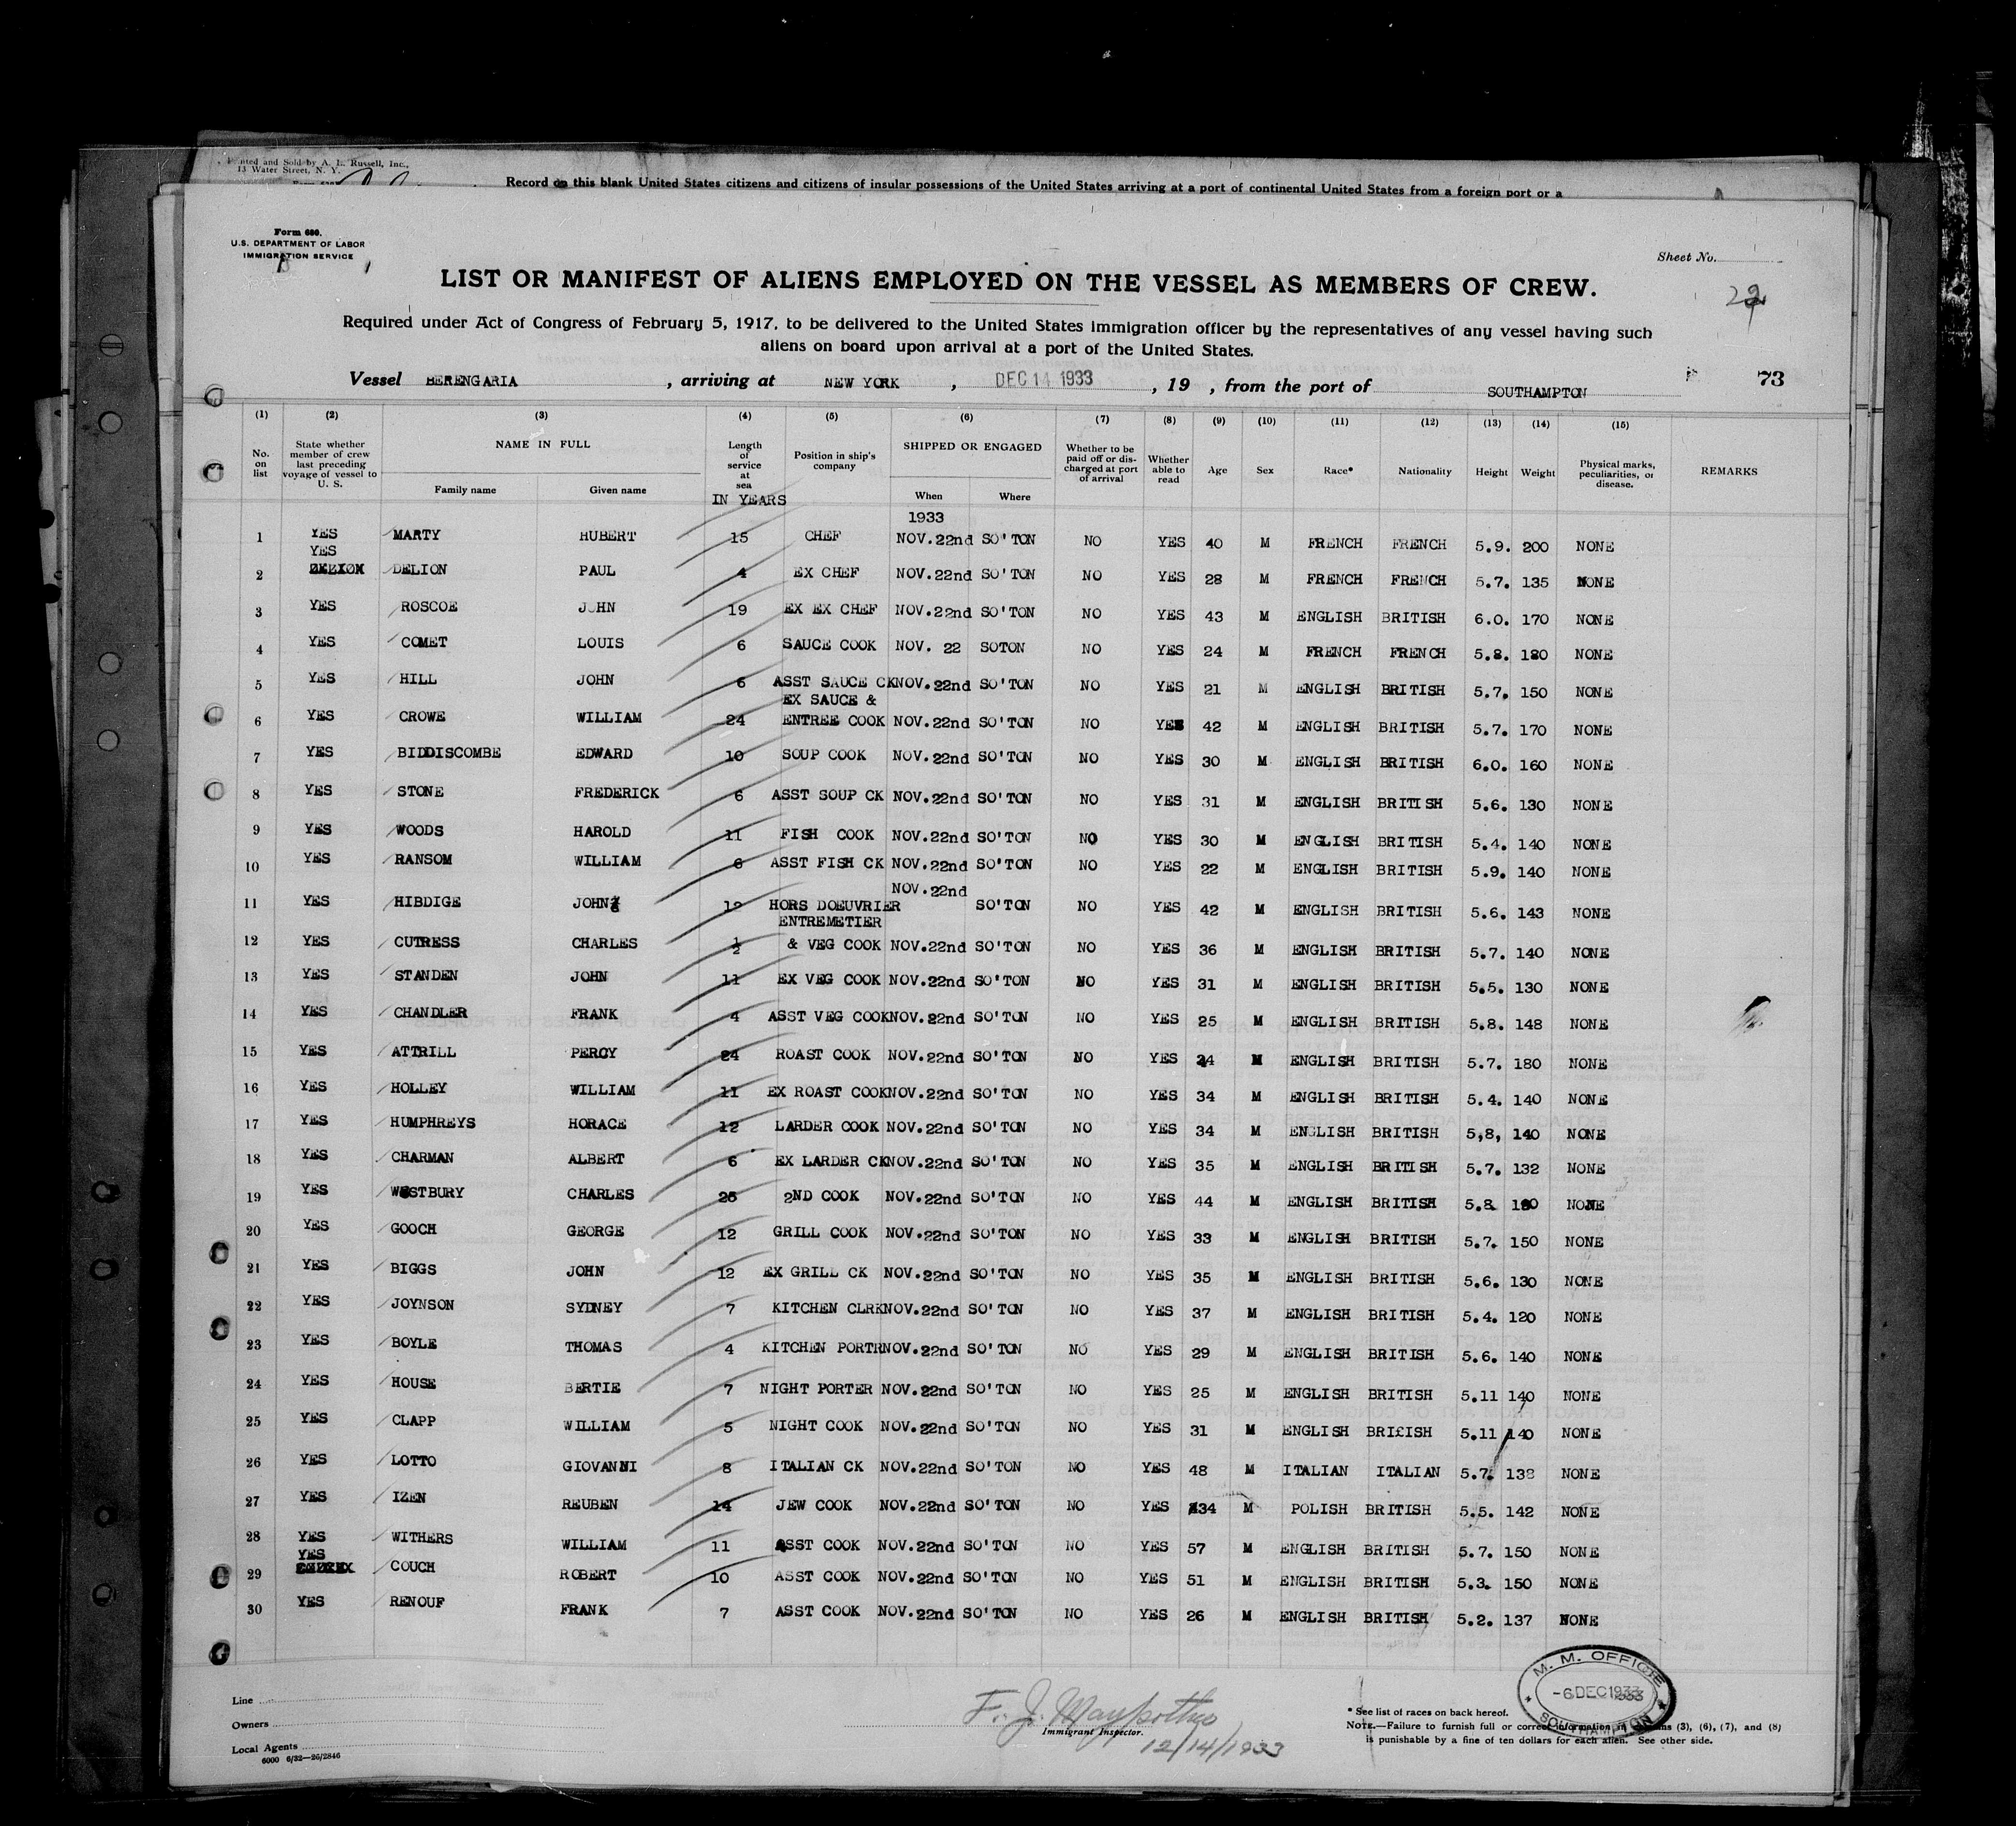 Printed and Sold by A. L. Russell, Inc.,
13 Water Street, N. Y.
Record on this blank United States citizens and citizens of insular possessions of the United States arriving at a port of continental United States from a foreign port or a
Form 680.
U.S. DEPARTMENT OF LABOR
IMMIGRATION SERVICE
Sheet No.
LIST OR MANIFEST OF ALIENS EMPLOYED ON THE VESSEL AS MEMBERS OF CREW.
Required under Act of Congress of February 5, 1917, to be delivered to the United States immigration officer by the representatives of any vessel having such
aliens on board upon arrival at a port of the United States.
Vessel BERENGARIA, arriving at NEW YORK, DEC 14 1933, 19 , from the port of SOUTHAMPTON 73
(1) (2) (3) (4) (5) (6) (7) (8) (9) (10) (11) (12) (13) (14) (15)
No. on list State whether member of crew last preceding voyage of vessel to U. S. NAME IN FULL Family name Given name Length of service at sea IN YEARS Position in ship's company SHIPPED OR ENGAGED When Where Whether to be paid off or discharged at port of arrival Whether able to read Age Sex Race* Nationality Height Weight Physical marks, peculiarities, or disease. REMARKS
1933
1 YES MARTY HUBERT 15 CHEF NOV.22nd SO'TON NO YES 40 M FRENCH FRENCH 5.9. 200 NONE
2 YES DELION PAUL 4 EX CHEF NOV.22nd SO'TON NO YES 28 M FRENCH FRENCH 5.7. 135 NONE
3 YES ROSCOE JOHN 19 EX EX CHEF NOV.22nd SO'TON NO YES 43 M ENGLISH BRITISH 6.0. 170 NONE
4 YES COMET LOUIS 6 SAUCE COOK NOV. 22 SOTON NO YES 24 M FRENCH FRENCH 5.8. 180 NONE
5 YES HILL JOHN 6 ASST SAUCE CK NOV.22nd SO'TON NO YES 21 M ENGLISH BRITISH 5.7. 150 NONE
6 YES CROWE WILLIAM 24 EX SAUCE & ENTREE COOK NOV.22nd SO'TON NO YES 42 M ENGLISH BRITISH 5.7. 170 NONE
7 YES BIDDISCOMBE EDWARD 10 SOUP COOK NOV.22nd SO'TON NO YES 30 M ENGLISH BRITISH 6.0. 160 NONE
8 YES STONE FREDERICK 6 ASST SOUP CK NOV.22nd SO'TON NO YES 31 M ENGLISH BRITISH 5.6. 130 NONE
9 YES WOODS HAROLD 11 FISH COOK NOV.22nd SO'TON NO YES 30 M ENGLISH BRITISH 5.4. 140 NONE
10 YES RANSOM WILLIAM 6 ASST FISH CK NOV.22nd SO'TON NO YES 22 M ENGLISH BRITISH 5.9. 140 NONE
11 YES HIBDIGE JOHN HORS DOEUVRIER NOV.22nd SO'TON NO YES 42 M ENGLISH BRITISH 5.6. 143 NONE
12 YES CUTRESS CHARLES 1/2 ENTREMETIER & VEG COOK NOV.22nd SO'TON NO YES 36 M ENGLISH BRITISH 5.7. 140 NONE
13 YES STANDEN JOHN 11 EX VEG COOK NOV.22nd SO'TON NO YES 31 M ENGLISH BRITISH 5.5. 130 NONE
14 YES CHANDLER FRANK 4 ASST VEG COOK NOV.22nd SO'TON NO YES 25 M ENGLISH BRITISH 5.8. 148 NONE
15 YES ATTRILL PERCY 24 ROAST COOK NOV.22nd SO'TON NO YES M ENGLISH BRITISH 5.7. 180 NONE
16 YES HOLLEY WILLIAM 11 EX ROAST COOK NOV.22nd SO'TON NO YES 34 M ENGLISH BRITISH 5.4. 140 NONE
17 YES HUMPHREYS HORACE 12 LARDER COOK NOV.22nd SO'TON NO YES 34 M ENGLISH BRITISH 5,8, 140 NONE
18 YES CHARMAN ALBERT 6 EX LARDER CK NOV.22nd SO'TON NO YES 35 M ENGLISH BRITISH 5.7. 132 NONE
19 YES WESTBURY CHARLES 2ND COOK NOV.22nd SO'TON NO YES 44 M ENGLISH BRITISH 5.8. NONE
20 YES GOOCH GEORGE 12 GRILL COOK NOV.22nd SO'TON NO YES 33 M ENGLISH BRITISH 5.7. 150 NONE
21 YES BIGGS JOHN 12 EX GRILL CK NOV.22nd SO'TON NO YES 35 M ENGLISH BRITISH 5.6. 130 NONE
22 YES JOYNSON SYDNEY 7 KITCHEN CLRK NOV.22nd SO'TON NO YES 37 M ENGLISH BRITISH 5.4. 120 NONE
23 YES BOYLE THOMAS 4 KITCHEN PORTR NOV.22nd SO'TON NO YES 29 M ENGLISH BRITISH 5.6. 140 NONE
24 YES HOUSE BERTIE 7 NIGHT PORTER NOV.22nd SO'TON NO YES 25 M ENGLISH BRITISH 5.11 140 NONE
25 YES CLAPP WILLIAM 5 NIGHT COOK NOV.22nd SO'TON NO YES 31 M ENGLISH BRI£ISH 5.11 140 NONE
26 YES LOTTO GIOVANNI 8 ITALIAN CK NOV.22nd SO'TON NO YES 48 M ITALIAN ITALIAN 5.7. 138 NONE
27 YES IZEN REUBEN 14 JEW COOK NOV.22nd SO'TON NO YES 34 M POLISH BRITISH 5.5. 142 NONE
28 YES WITHERS WILLIAM 11 ASST COOK NOV.22nd SO'TON NO YES 57 M ENGLISH BRITISH 5.7. 150 NONE
29 YES COUCH ROBERT 10 ASST COOK NOV.22nd SO'TON NO YES 51 M ENGLISH BRITISH 5.3. 150 NONE
30 YES RENOUF FRANK 7 ASST COOK NOV.22nd SO'TON NO YES 26 M ENGLISH BRITISH 5.2. 137 NONE
Line
Owners
Local Agents
6000 6/32—26/2846
F. J.
Immigrant Inspector.
12/14/1933
M. M. OFFICE
-6 DEC 1933
SOUTHAMPTON
* See list of races on back hereof.
NOTE.—Failure to furnish full or correct information in columns (3), (6), (7), and (8)
is punishable by a fine of ten dollars for each alien. See other side.